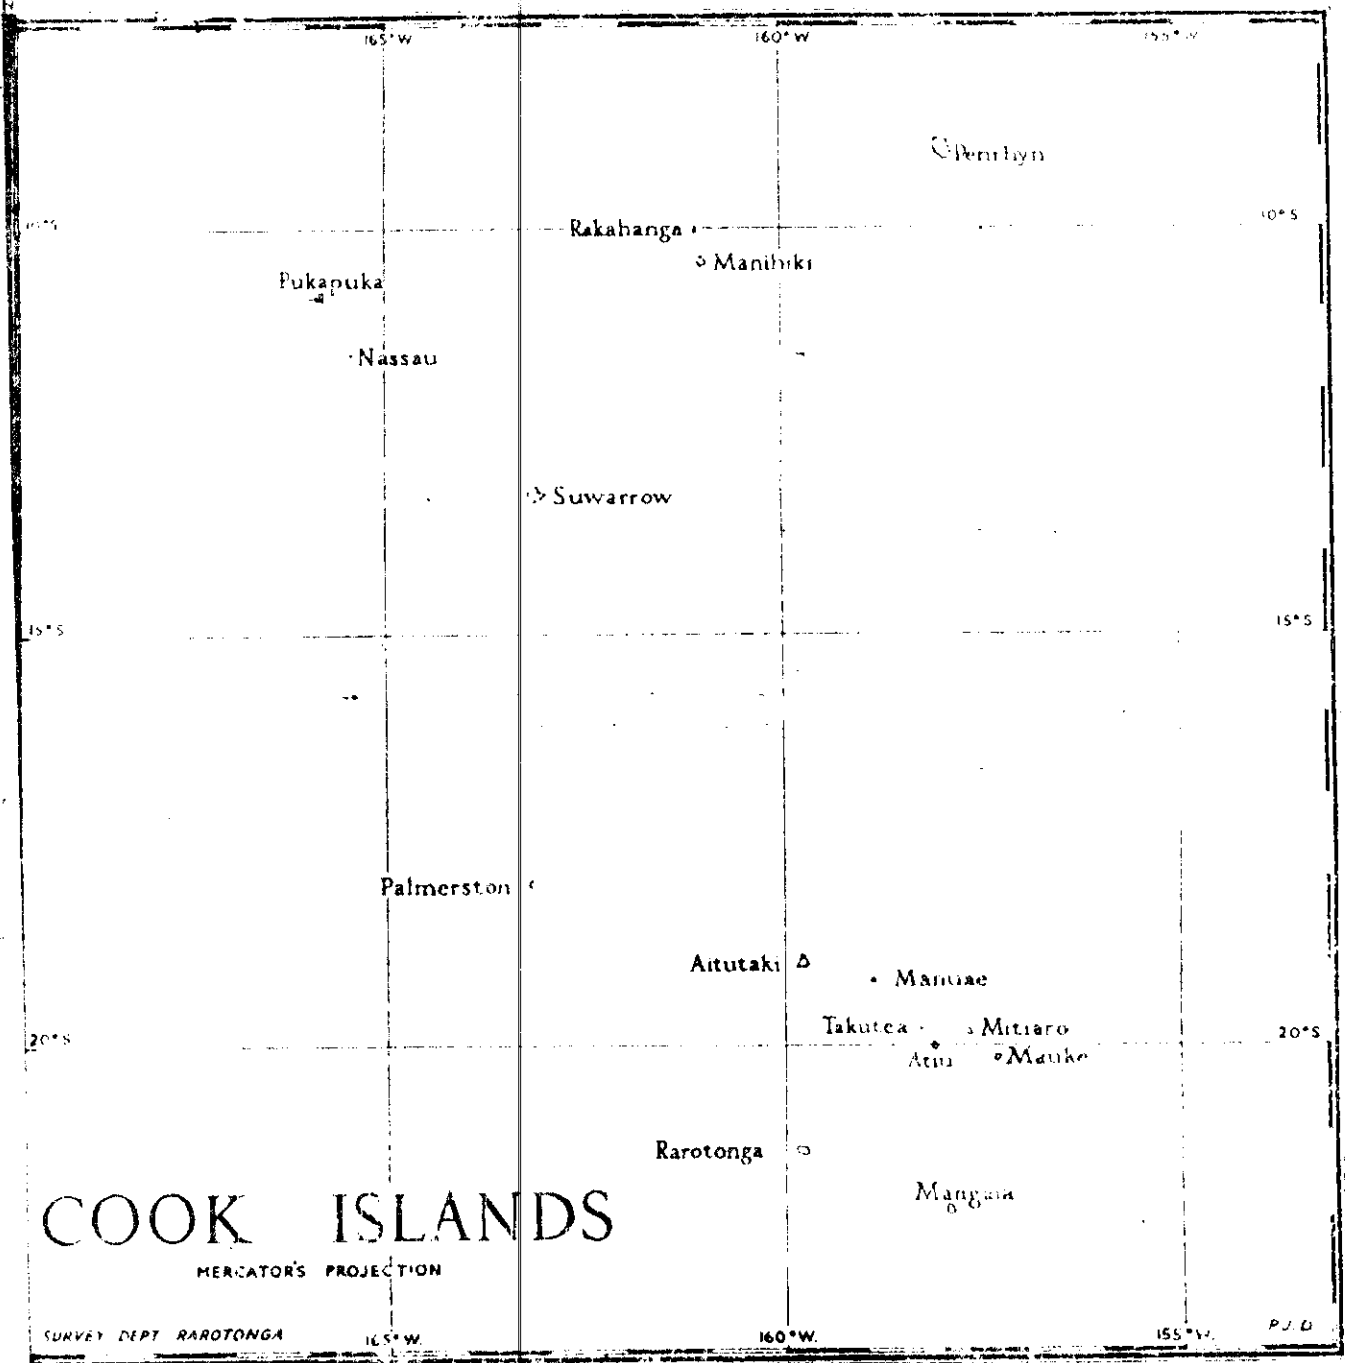 165°W 160°W 155°W
Penrhyn
10°S 10°S
Rakahanga
Manihiki
Pukapuka
Nassau
Suwarrow
15°S 15°S
Palmerston
Aitutaki
Manuae
Takutea Mitiaro
20°S 20°S
Atiu Mauke
Rarotonga
Mangaia
COOK ISLANDS
MERCATOR'S PROJECTION
SURVEY DEPT RAROTONGA 165°W. 160°W. 155°W. P.J.D